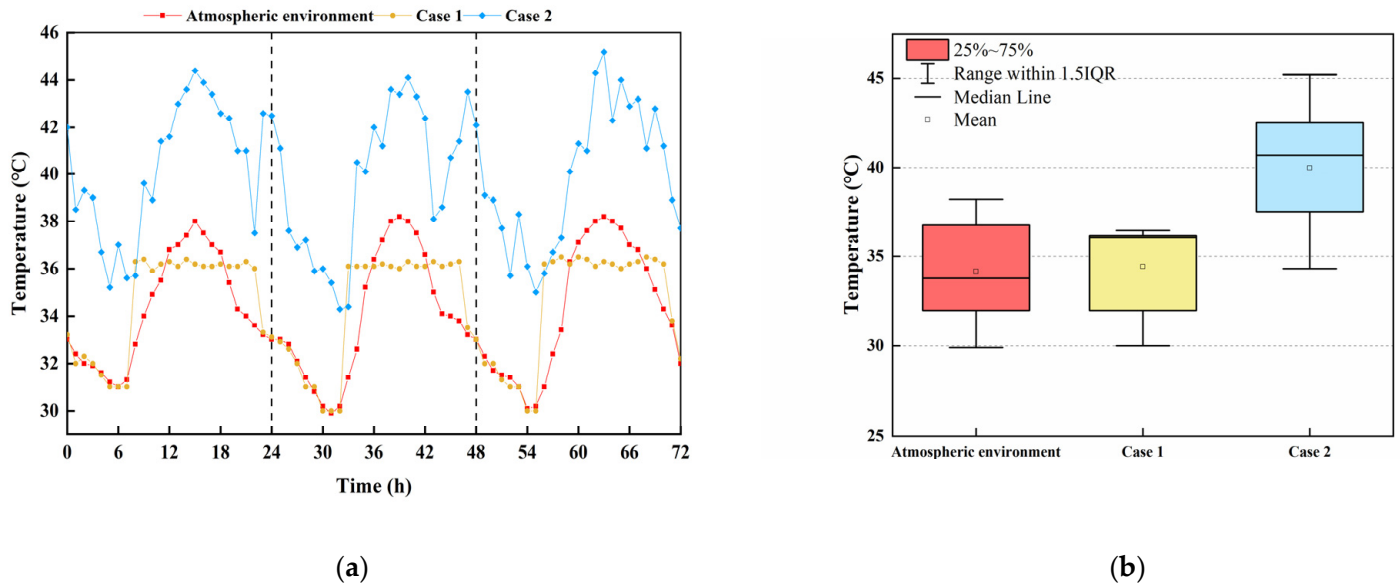 Atmospheric environment Case 1 Case 2
46
44
42
40
38
36
34
32
30
Temperature (℃)
0 6 12 18 24 30 36 42 48 54 60 66 72
Time (h)
(a)
25%~75%
Range within 1.5IQR
Median Line
Mean
45
40
35
30
25
Temperature (℃)
Atmospheric environment Case 1 Case 2
(b)